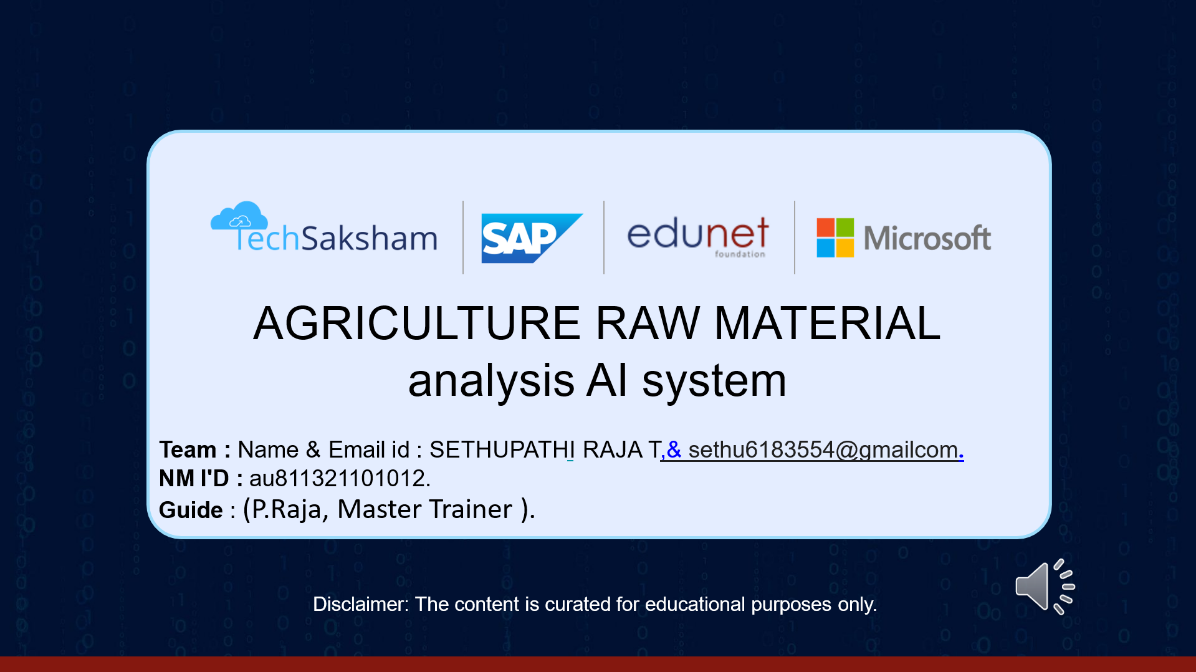 TechSaksham
SAP
edunet
foundation
Microsoft
AGRICULTURE RAW MATERIAL
analysis AI system
Team : Name & Email id : SETHUPATHI RAJA T,& sethu6183554@gmailcom.
NM I'D : au811321101012.
Guide : (P.Raja, Master Trainer ).
Disclaimer: The content is curated for educational purposes only.